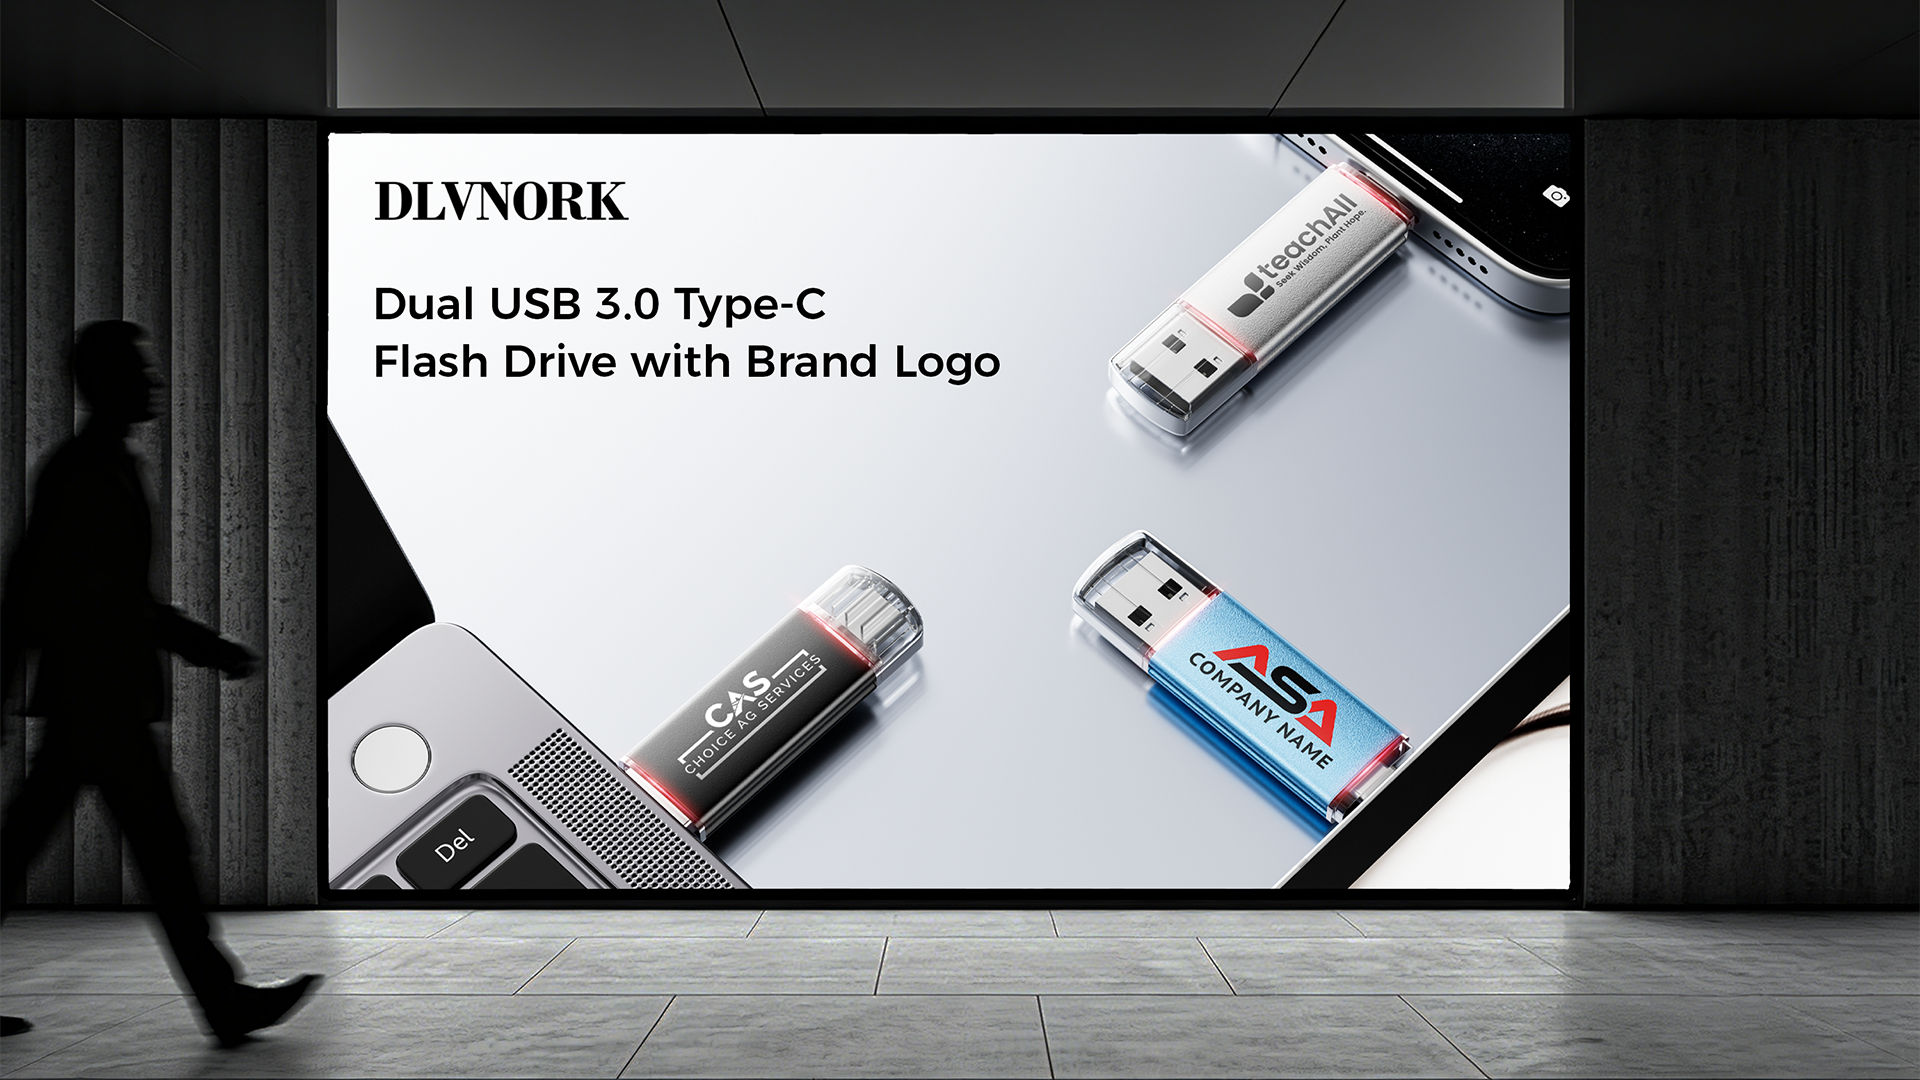 DLVNORK
Dual USB 3.0 Type-C
Flash Drive with Brand Logo
teachAll
Seek Wisdom, Plant Hope.
CAS
CHOICE AG SERVICES
ASA
COMPANY NAME
Del